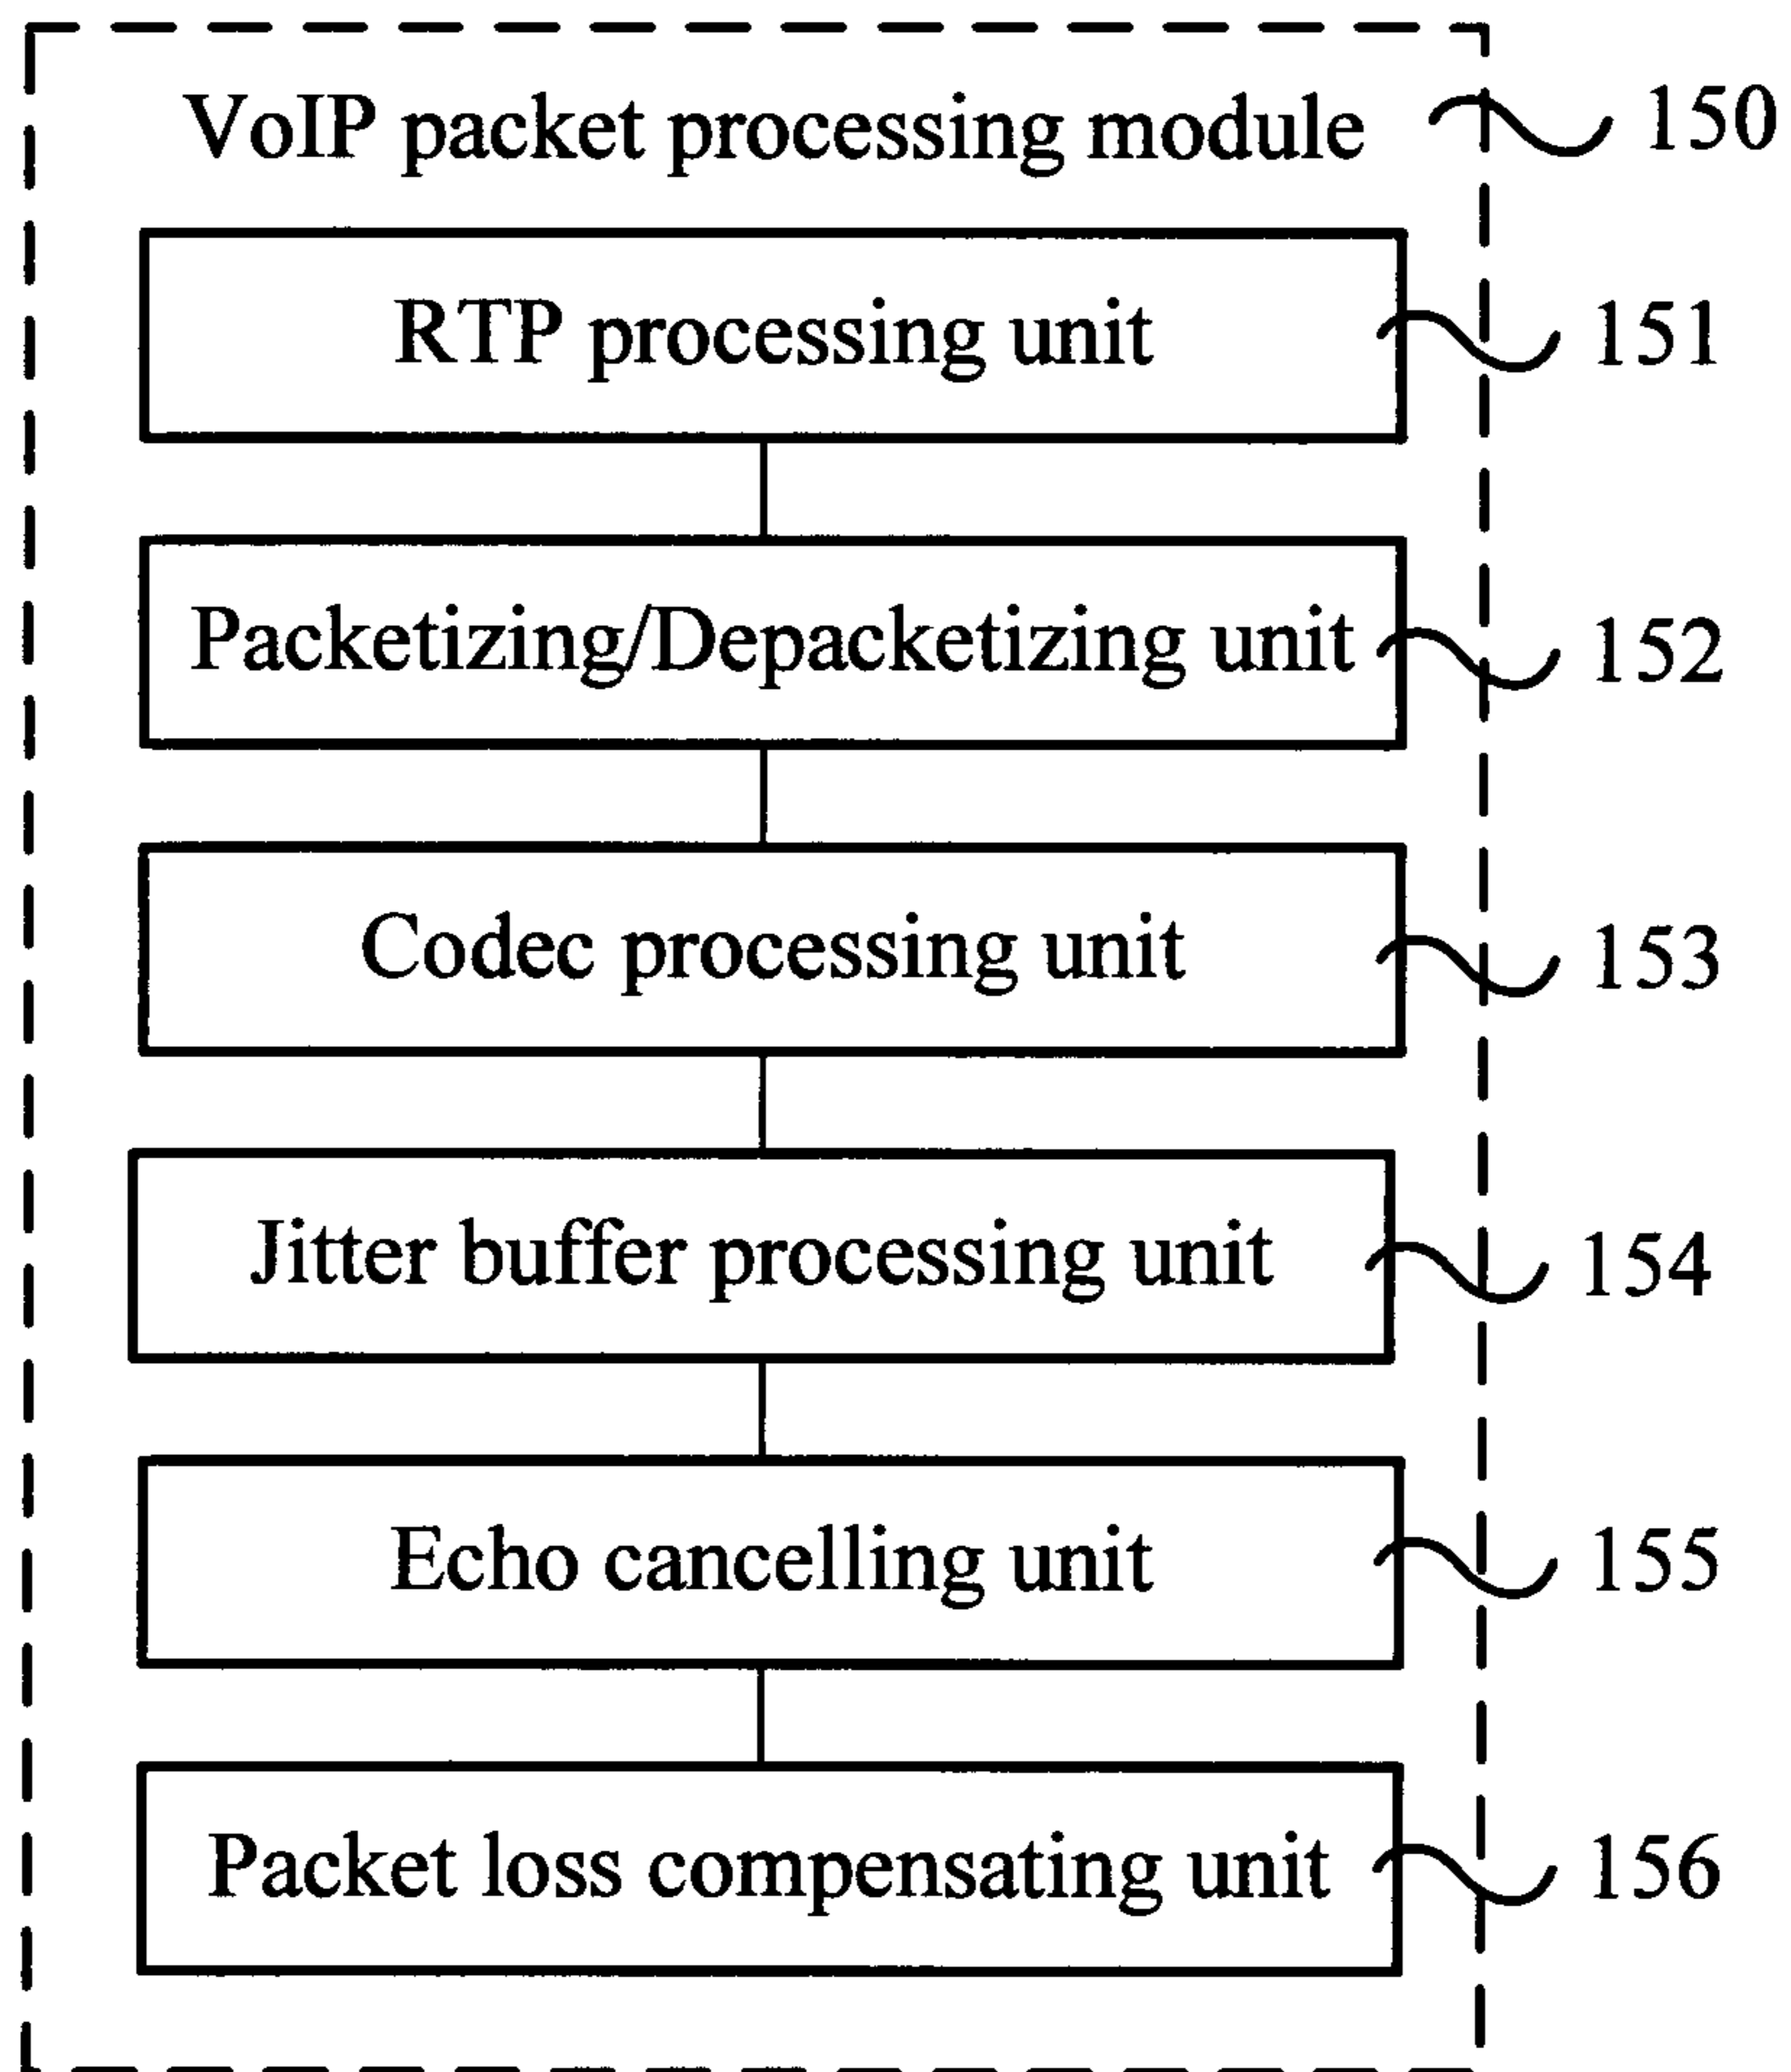 VoIP packet processing module 150
RTP processing unit 151
Packetizing/Depacketizing unit 152
Codec processing unit 153
Jitter buffer processing unit 154
Echo cancelling unit 155
Packet loss compensating unit 156